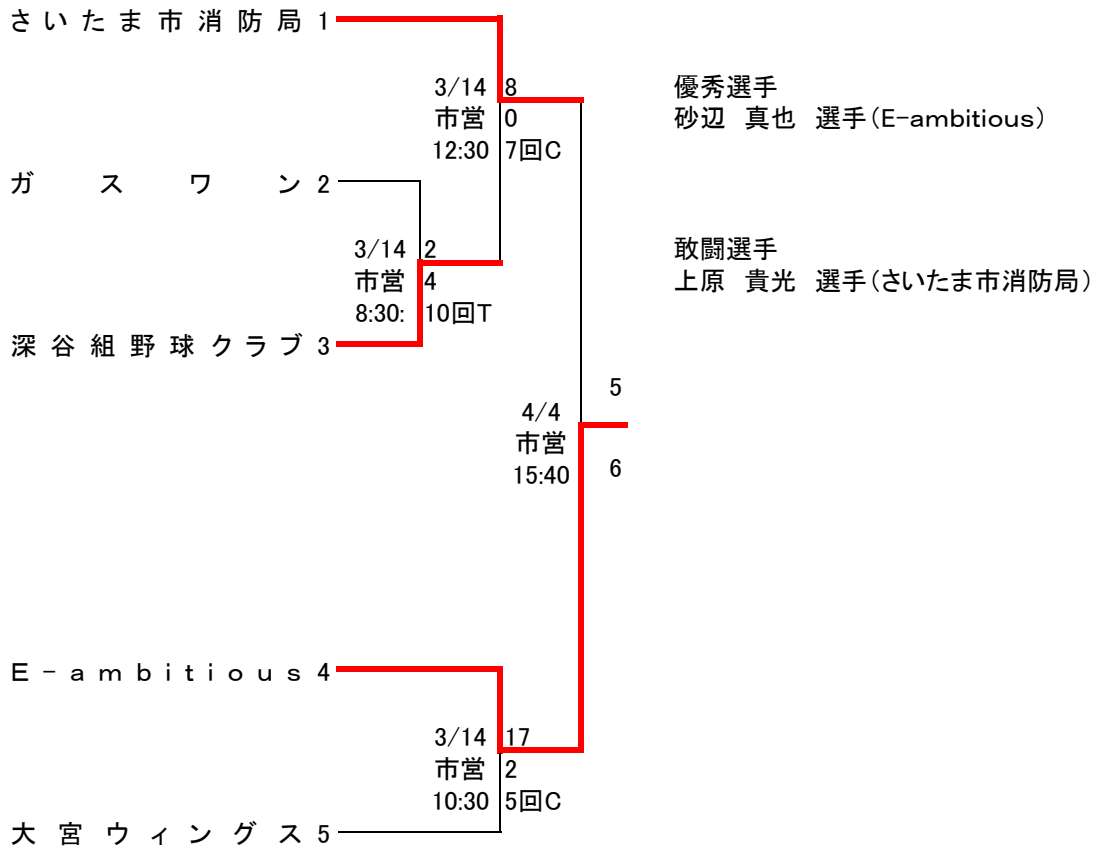 さいたま市消防局 1
3/14 8
市営 0
12:30 7回C
優秀選手
砂辺 真也 選手(E-ambitious)
ガスワン 2
3/14 2
市営 4
8:30: 10回T
敢闘選手
上原 貴光 選手(さいたま市消防局)
深谷組野球クラブ 3
5
4/4
市営
15:40
6
E-ambitious 4
3/14 17
市営 2
10:30 5回C
大宮ウィングス 5